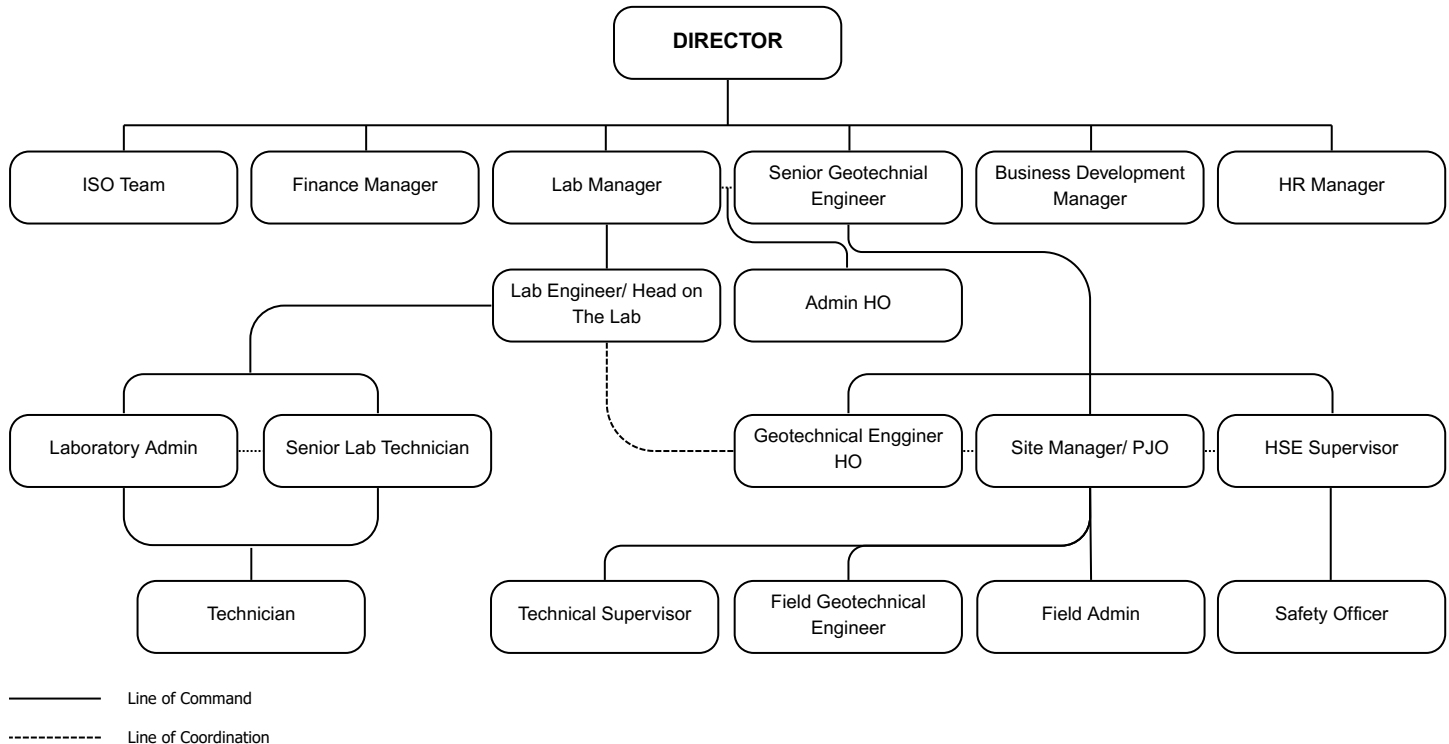 DIRECTOR
ISO Team
Finance Manager
Lab Manager
Senior Geotechnial
Engineer
Business Development
Manager
HR Manager
Lab Engineer/ Head on
The Lab
Admin HO
Laboratory Admin
Senior Lab Technician
Geotechnical Engginer
HO
Site Manager/ PJO
HSE Supervisor
Technician
Technical Supervisor
Field Geotechnical
Engineer
Field Admin
Safety Officer
Line of Command
Line of Coordination